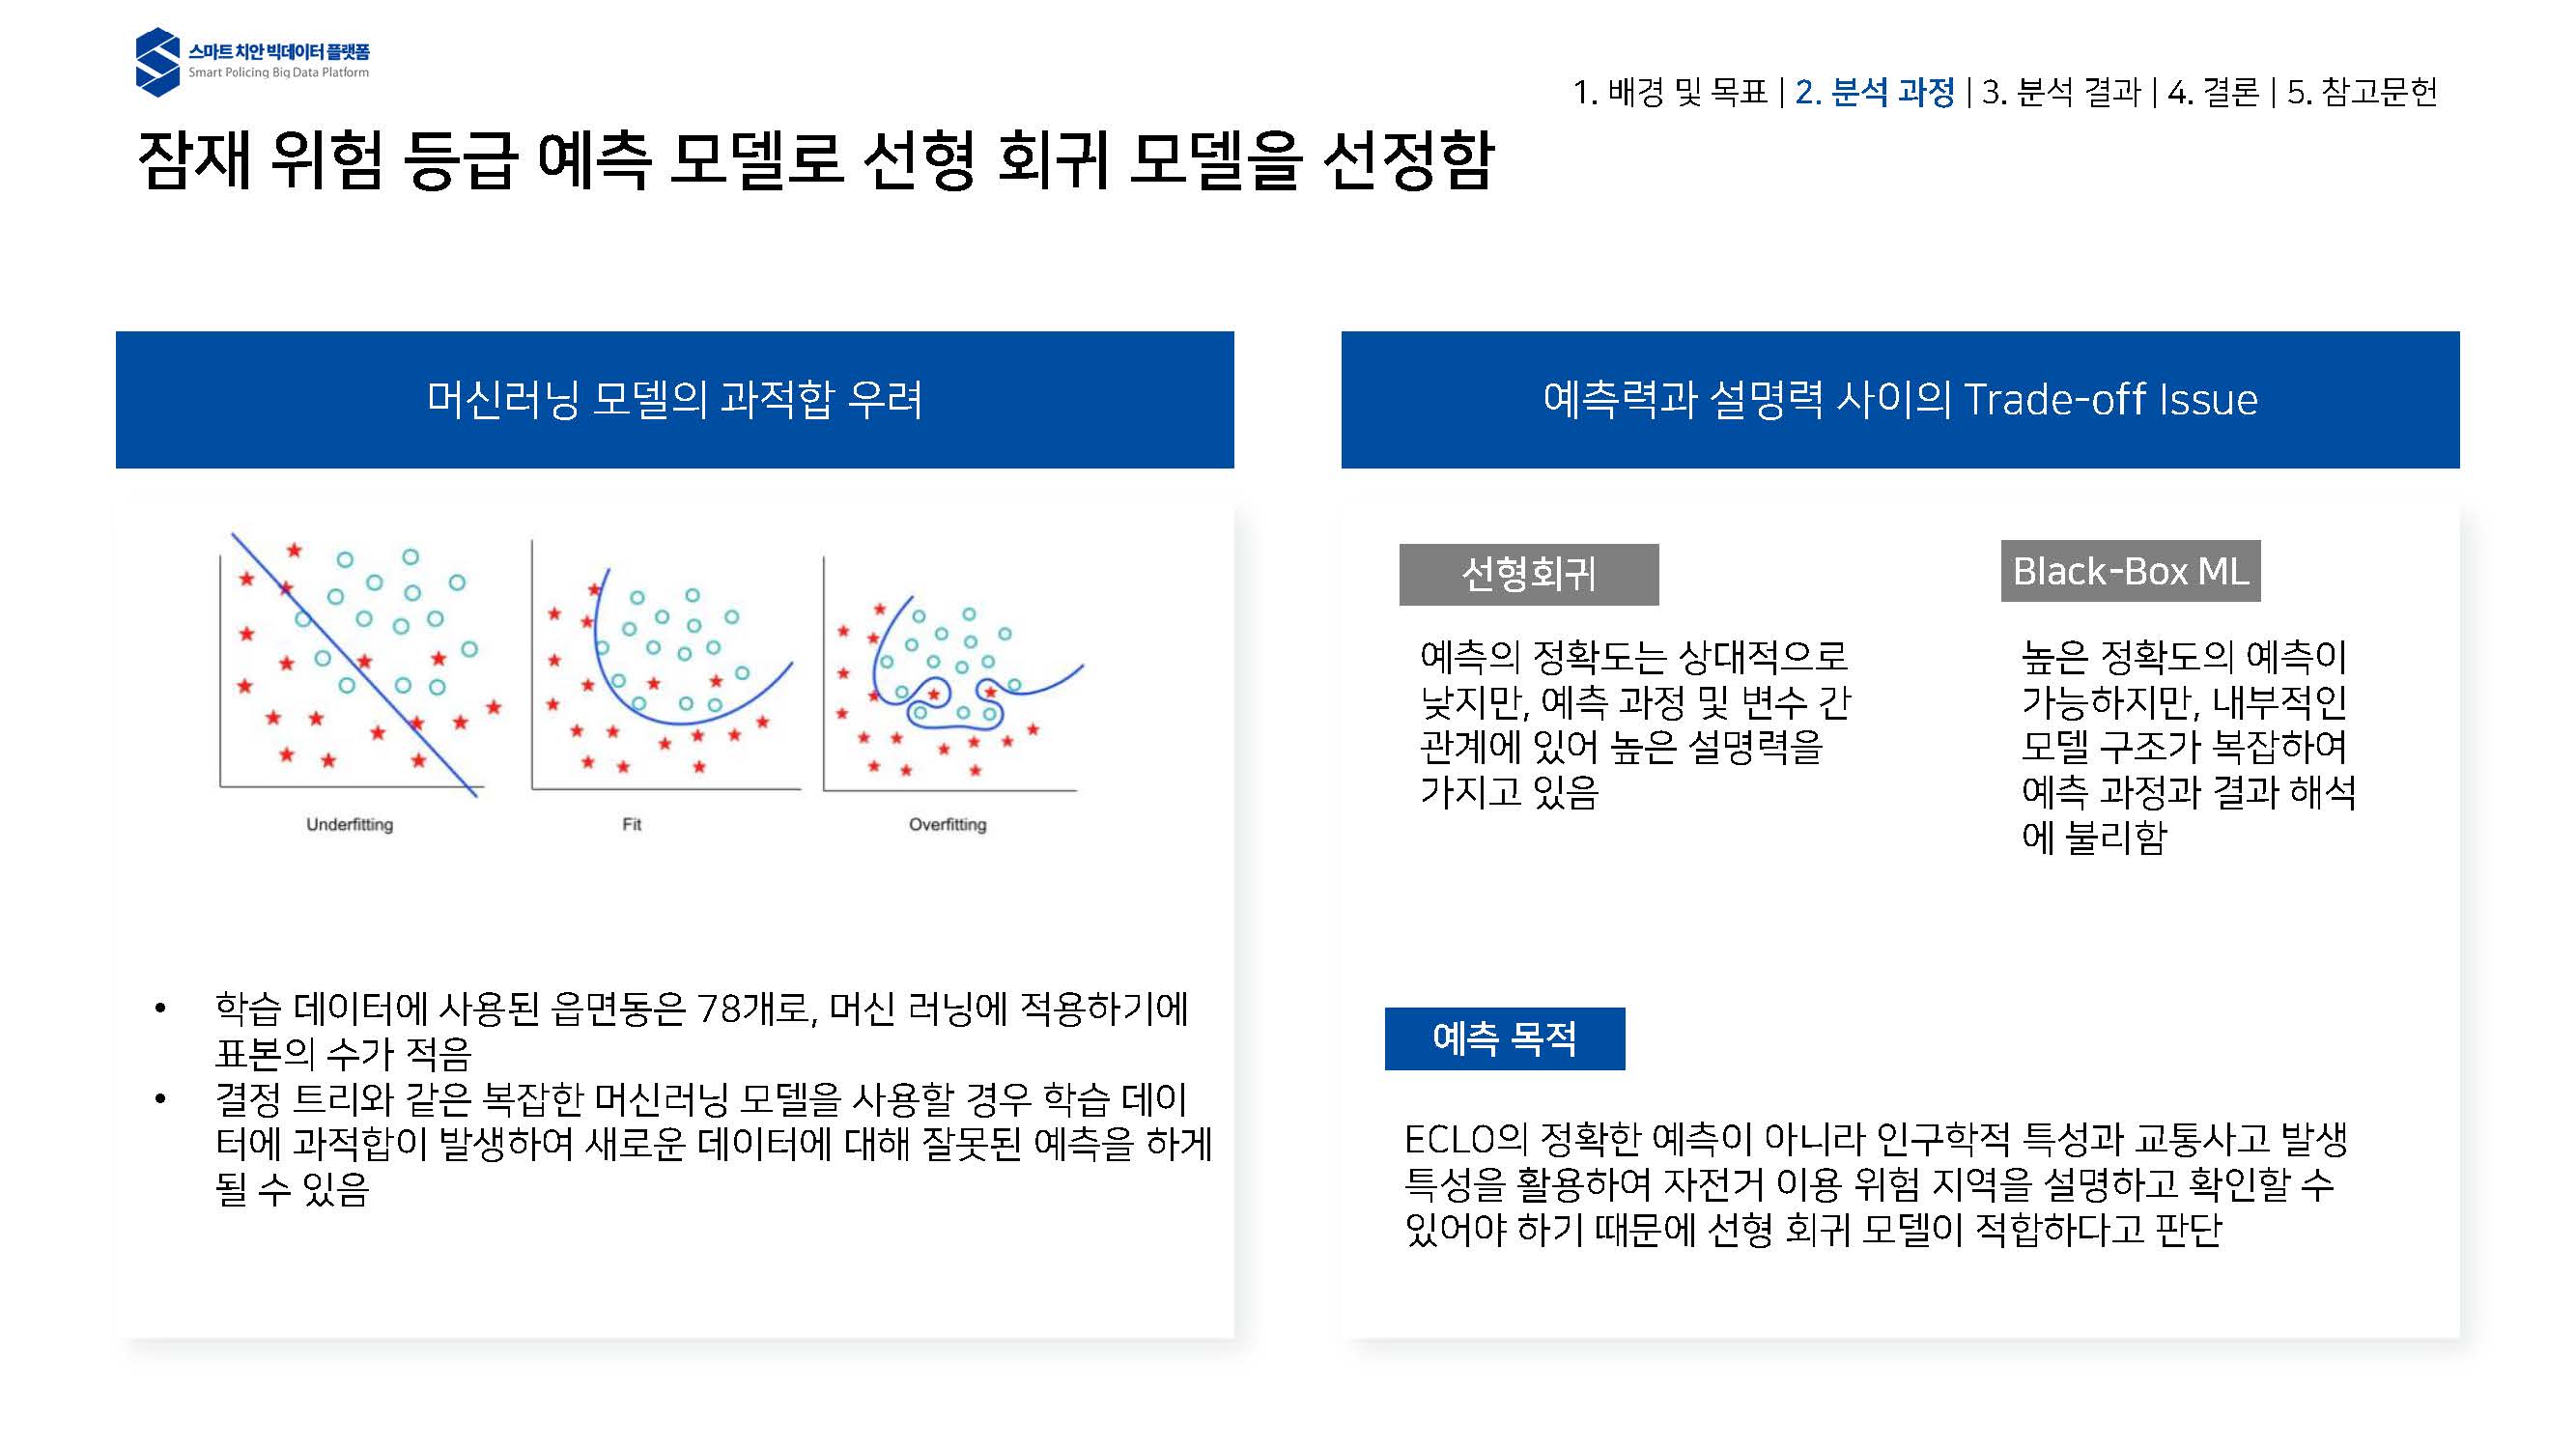 스마트 치안 빅데이터 플랫폼
Smart Policing Big Data Platform
1. 배경 및 목표 | 2. 분석 과정 | 3. 분석 결과 | 4. 결론 | 5. 참고문헌
잠재 위험 등급 예측 모델로 선형 회귀 모델을 선정함
머신러닝 모델의 과적합 우려
Underfitting
Fit
Overfitting
• 학습 데이터에 사용된 읍면동은 78개로, 머신 러닝에 적용하기에
표본의 수가 적음
• 결정 트리와 같은 복잡한 머신러닝 모델을 사용할 경우 학습 데이
터에 과적합이 발생하여 새로운 데이터에 대해 잘못된 예측을 하게
될 수 있음
예측력과 설명력 사이의 Trade-off Issue
선형회귀
예측의 정확도는 상대적으로
낮지만, 예측 과정 및 변수 간
관계에 있어 높은 설명력을
가지고 있음
Black-Box ML
높은 정확도의 예측이
가능하지만, 내부적인
모델 구조가 복잡하여
예측 과정과 결과 해석
에 불리함
예측 목적
ECLO의 정확한 예측이 아니라 인구학적 특성과 교통사고 발생
특성을 활용하여 자전거 이용 위험 지역을 설명하고 확인할 수
있어야 하기 때문에 선형 회귀 모델이 적합하다고 판단